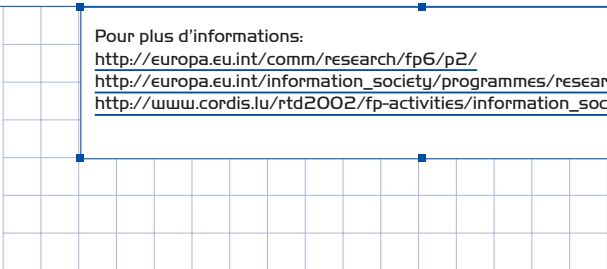 Pour plus d'informations:
http://europa.eu.int/comm/research/fp6/p2/
http://europa.eu.int/information_society/programmes/resear
http://www.cordis.lu/rtd2002/fp-activities/information_soc